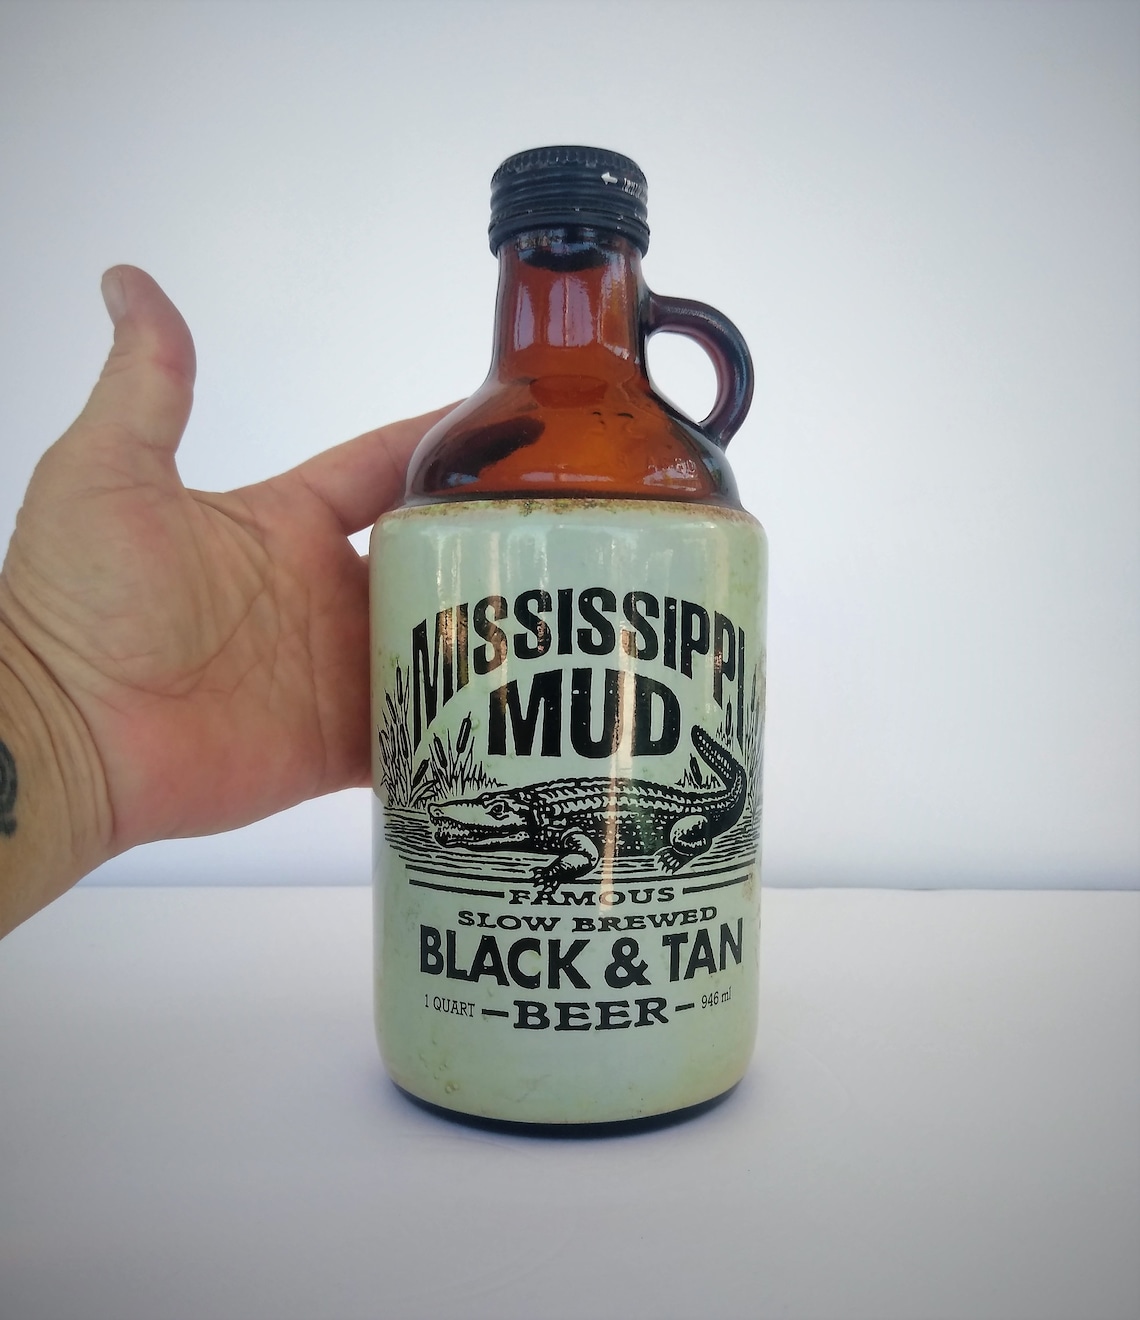 MISSISSIPPI
MUD
FAMOUS
SLOW BREWED
BLACK & TAN
1 QUART — BEER — 946 ml